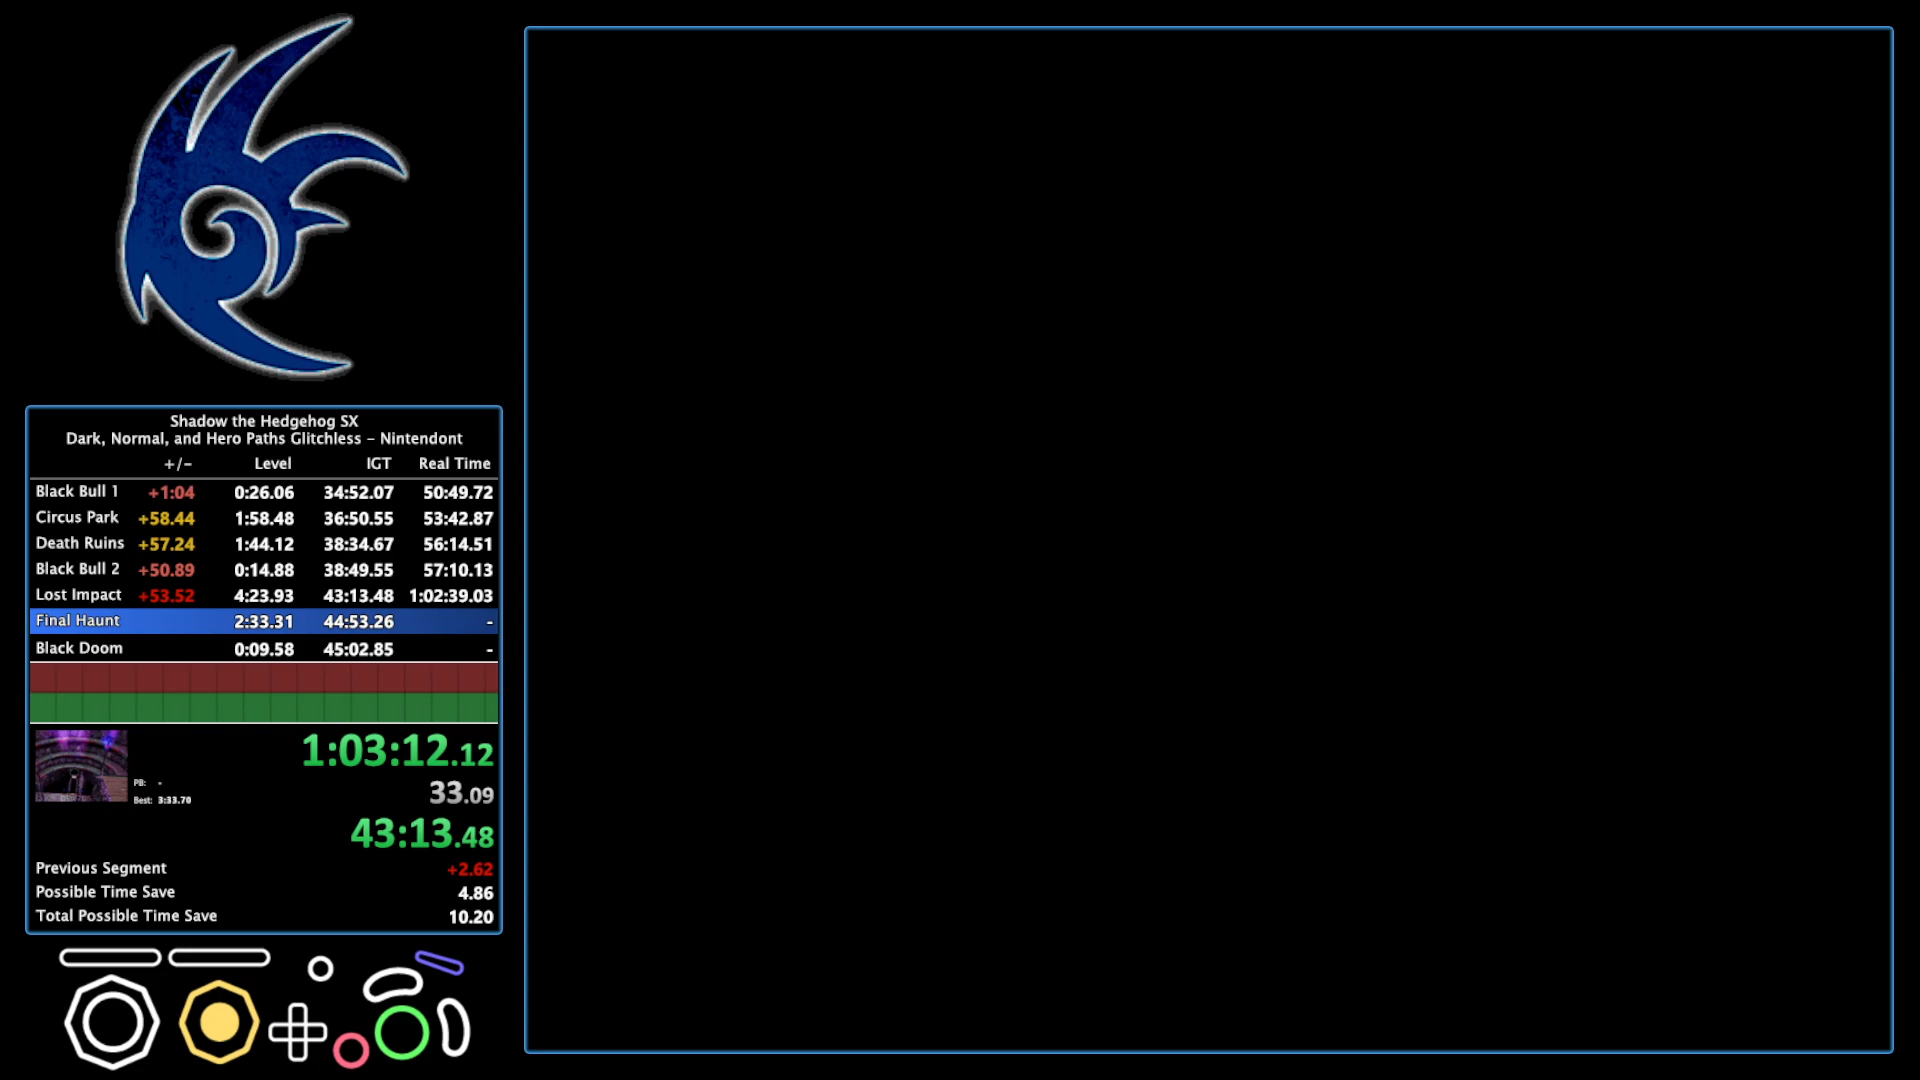 Shadow the Hedgehog SX
Dark, Normal, and Hero Paths Glitchless - Nintendont
+/- Level IGT Real Time
Black Bull 1 +1:04 0:26.06 34:52.07 50:49.72
Circus Park +58.44 1:58.48 36:50.55 53:42.87
Death Ruins +57.24 1:44.12 38:34.67 56:14.51
Black Bull 2 +50.89 0:14.88 38:49.55 57:10.13
Lost Impact +53.52 4:23.93 43:13.48 1:02:39.03
Final Haunt 2:33.31 44:53.26 -
Black Doom 0:09.58 45:02.85 -
1:03:12.12
PB: -
33.09
Best: 3:33.70
43:13.48
Previous Segment +2.62
Possible Time Save 4.86
Total Possible Time Save 10.20